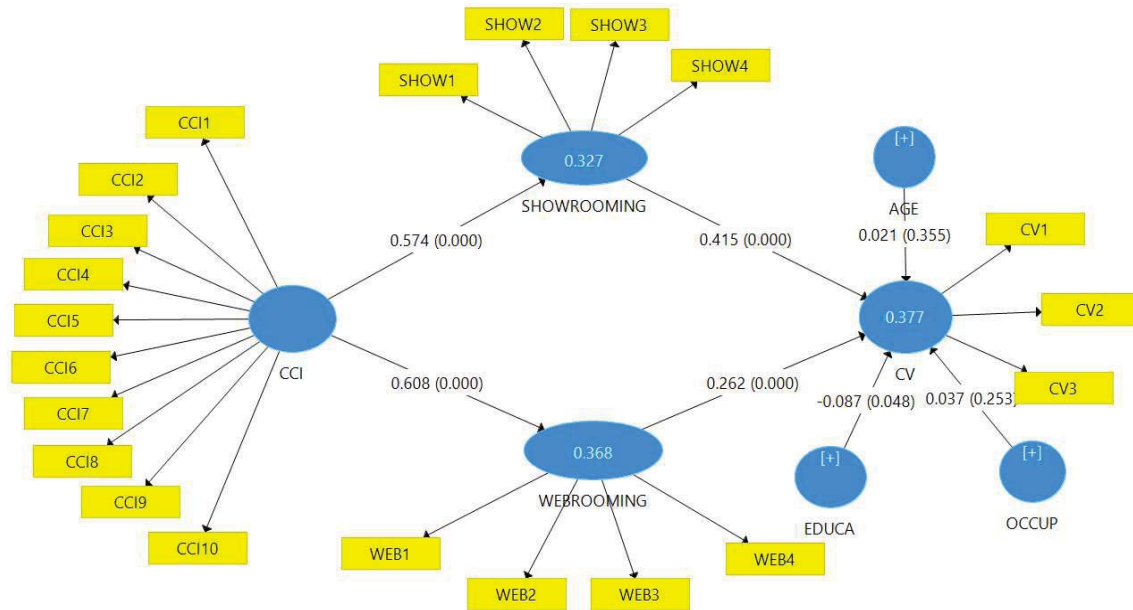 SHOW2
SHOW3
SHOW1
SHOW4
CCI1
CCI2
CCI3
CCI4
CCI5
CCI6
CCI7
CCI8
CCI9
CCI10
CCI
0.574 (0.000)
0.608 (0.000)
0.327
SHOWROOMING
0.415 (0.000)
0.368
WEBROOMING
0.262 (0.000)
WEB1
WEB2
WEB3
WEB4
[+]
AGE
0.021 (0.355)
0.377
CV
CV1
CV2
CV3
-0.087 (0.048)
0.037 (0.253)
[+]
EDUCA
[+]
OCCUP